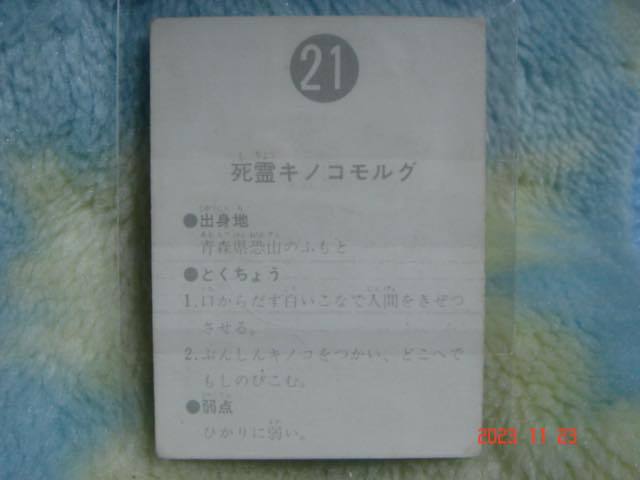 21
死霊キノコモルグ
●出身地
青森県恐山のふもと
●とくちょう
1.口からだす白いこなで人間をきぜつ
させる。
2.ぶんしんキノコをつかい、どこへで
もしのびこむ。
●弱点
ひかりに弱い。
2023 11 23